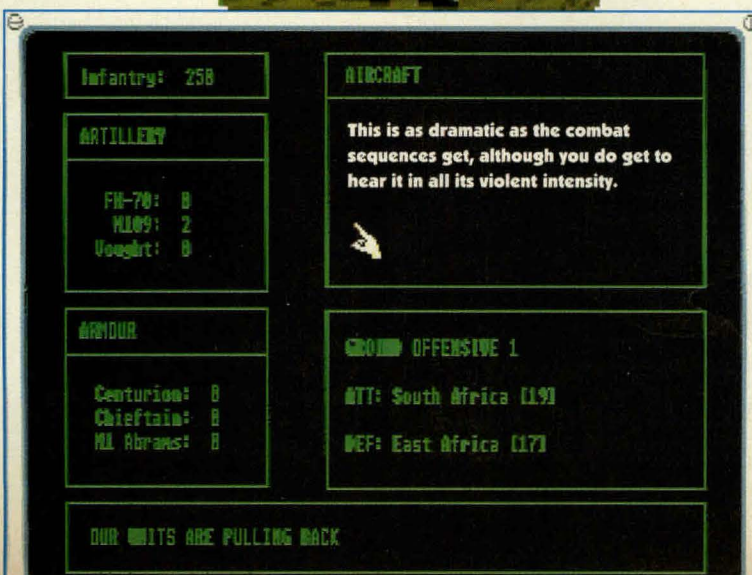 Infantry: 250
ARTILLERY
FH-70: 0
M109: 2
Vought: 0
ARMOUR
Centurion: 0
Chieftain: 0
M1 Abrams: 0
AIRCRAFT
This is as dramatic as the combat
sequences get, although you do get to
hear it in all its violent intensity.
GROUND OFFENSIVE 1
ATT: South Africa [19]
DEF: East Africa [17]
OUR UNITS ARE PULLING BACK